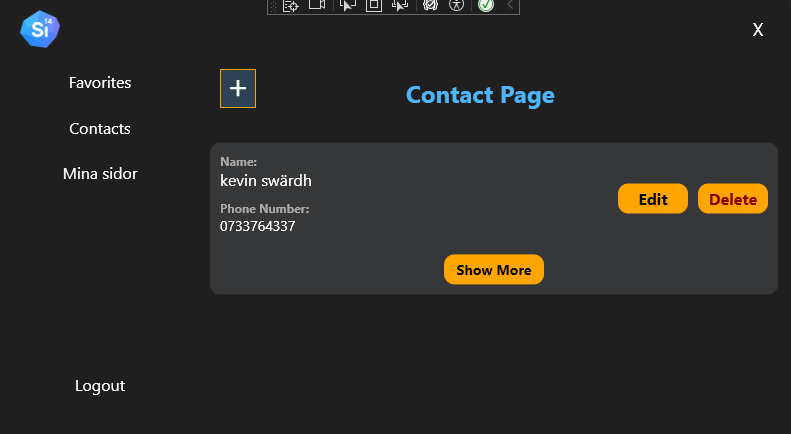 Si
14
X
Favorites
Contacts
Mina sidor
Logout
+
Contact Page
Name:
kevin swärdh
Phone Number:
0733764337
Edit
Delete
Show More